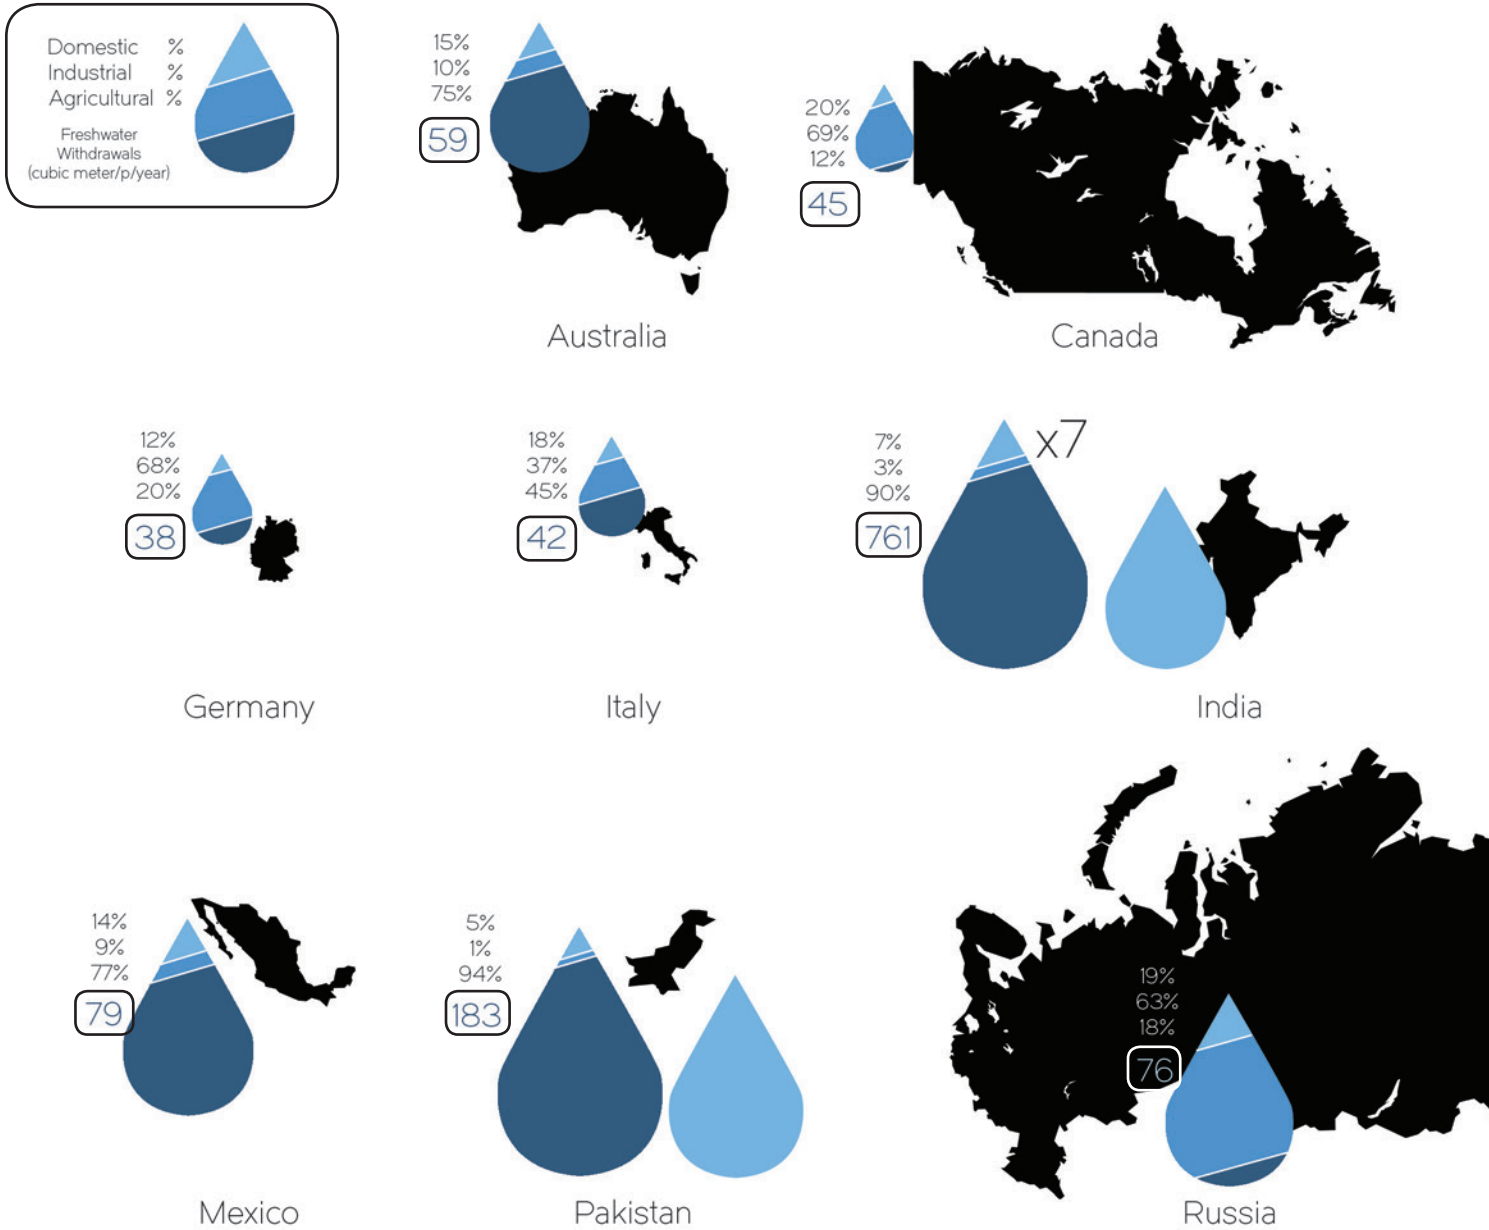 Domestic %
Industrial %
Agricultural %
Freshwater
Withdrawals
(cubic meter/p/year)
15%
10%
75%
59
Australia
20%
69%
12%
45
Canada
12%
68%
20%
38
Germany
18%
37%
45%
42
Italy
7%
3%
90%
761
x7
India
14%
9%
77%
79
Mexico
5%
1%
94%
183
Pakistan
19%
63%
18%
76
Russia